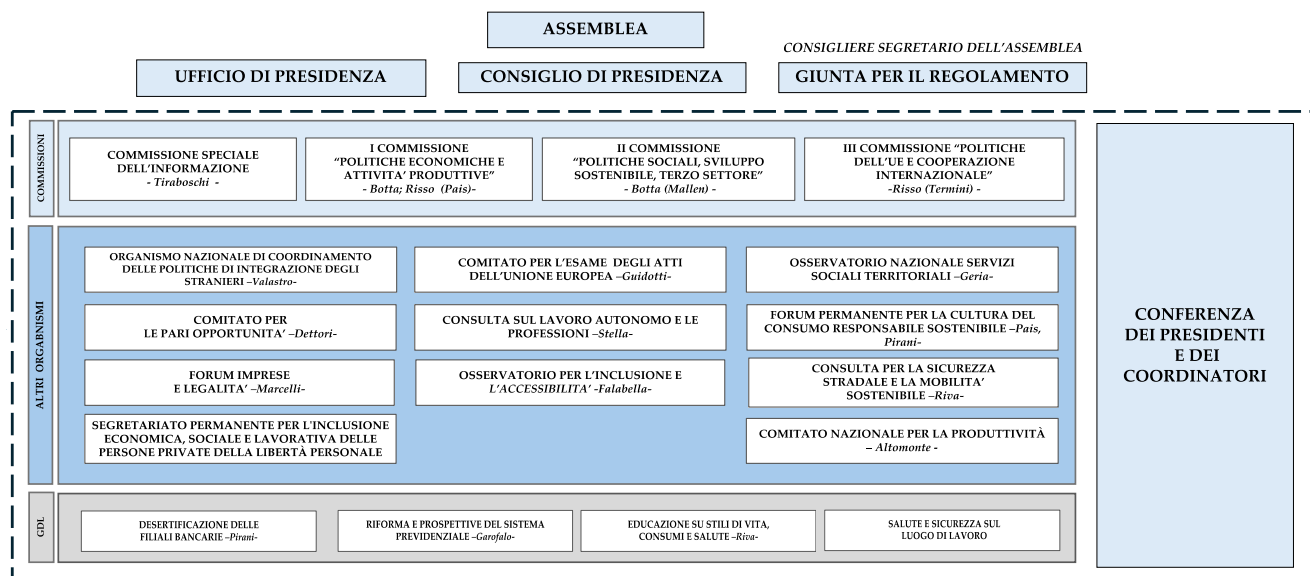 ASSEMBLEA
CONSIGLIERE SEGRETARIO DELL'ASSEMBLEA
UFFICIO DI PRESIDENZA
CONSIGLIO DI PRESIDENZA
GIUNTA PER IL REGOLAMENTO
COMMISSIONI
COMMISSIONE SPECIALE
DELL'INFORMAZIONE
- Tiraboschi -
I COMMISSIONE
“POLITICHE ECONOMICHE E
ATTIVITA’ PRODUTTIVE”
- Botta; Risso (Pais)-
II COMMISSIONE
“POLITICHE SOCIALI, SVILUPPO
SOSTENIBILE, TERZO SETTORE”
- Botta (Mallen) -
III COMMISSIONE “POLITICHE
DELL’UE E COOPERAZIONE
INTERNAZIONALE”
-Risso (Termini) -
ALTRI ORGABNISMI
ORGANISMO NAZIONALE DI COORDINAMENTO
DELLE POLITICHE DI INTEGRAZIONE DEGLI
STRANIERI –Valastro-
COMITATO PER L’ESAME DEGLI ATTI
DELL’UNIONE EUROPEA –Guidotti-
OSSERVATORIO NAZIONALE SERVIZI
SOCIALI TERRITORIALI –Geria-
COMITATO PER
LE PARI OPPORTUNITA’ –Dettori-
CONSULTA SUL LAVORO AUTONOMO E LE
PROFESSIONI –Stella-
FORUM PERMANENTE PER LA CULTURA DEL
CONSUMO RESPONSABILE SOSTENIBILE –Pais,
Pirani-
FORUM IMPRESE
E LEGALITA’ –Marcelli-
OSSERVATORIO PER L’INCLUSIONE E
L’ACCESSIBILITA’ -Falabella-
CONSULTA PER LA SICUREZZA
STRADALE E LA MOBILITA’
SOSTENIBILE –Riva-
SEGRETARIATO PERMANENTE PER L'INCLUSIONE
ECONOMICA, SOCIALE E LAVORATIVA DELLE
PERSONE PRIVATE DELLA LIBERTÀ PERSONALE
COMITATO NAZIONALE PER LA PRODUTTIVITÀ
– Altomonte -
GDL
DESERTIFICAZIONE DELLE
FILIALI BANCARIE –Pirani-
RIFORMA E PROSPETTIVE DEL SISTEMA
PREVIDENZIALE –Garofalo-
EDUCAZIONE SU STILI DI VITA,
CONSUMI E SALUTE –Riva-
SALUTE E SICUREZZA SUL
LUOGO DI LAVORO
CONFERENZA
DEI PRESIDENTI
E DEI
COORDINATORI